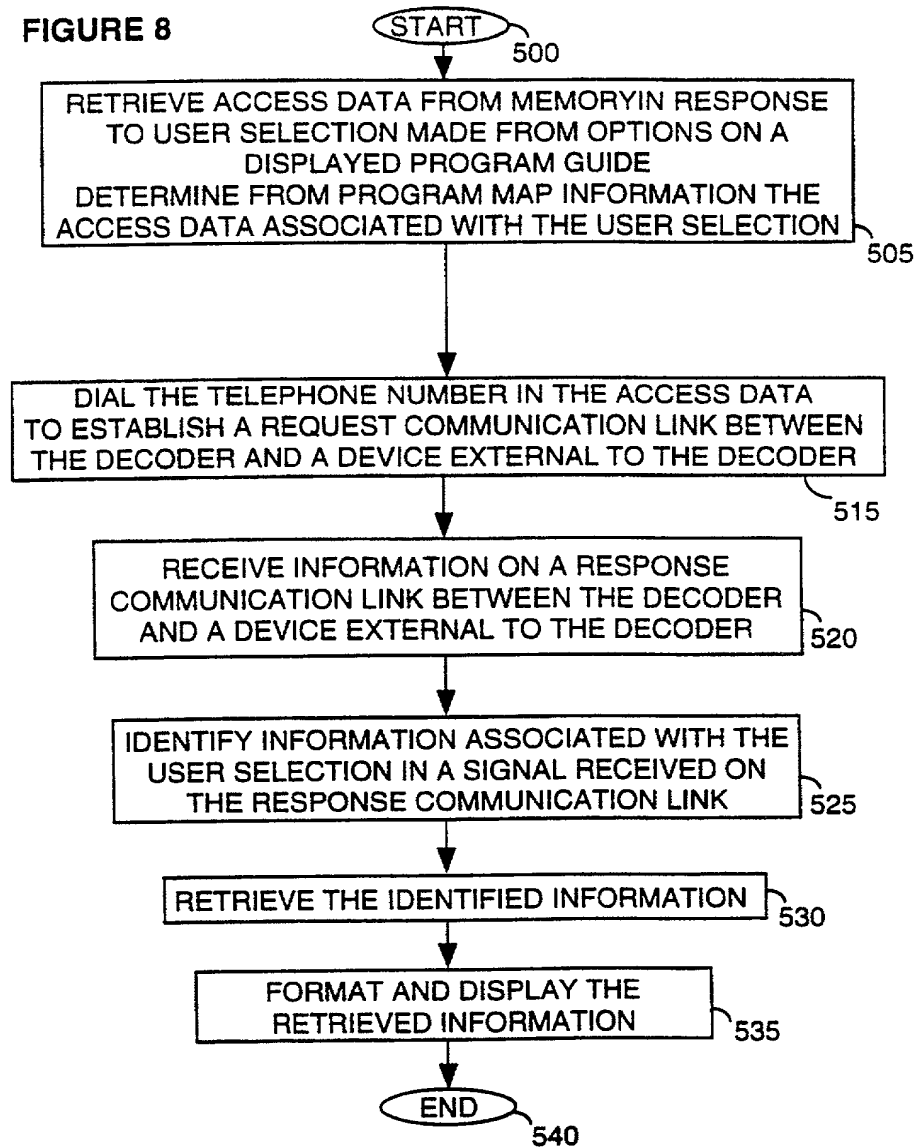 FIGURE 8
START
500
RETRIEVE ACCESS DATA FROM MEMORYIN RESPONSE
TO USER SELECTION MADE FROM OPTIONS ON A
DISPLAYED PROGRAM GUIDE
DETERMINE FROM PROGRAM MAP INFORMATION THE
ACCESS DATA ASSOCIATED WITH THE USER SELECTION
505
DIAL THE TELEPHONE NUMBER IN THE ACCESS DATA
TO ESTABLISH A REQUEST COMMUNICATION LINK BETWEEN
THE DECODER AND A DEVICE EXTERNAL TO THE DECODER
515
RECEIVE INFORMATION ON A RESPONSE
COMMUNICATION LINK BETWEEN THE DECODER
AND A DEVICE EXTERNAL TO THE DECODER
520
IDENTIFY INFORMATION ASSOCIATED WITH THE
USER SELECTION IN A SIGNAL RECEIVED ON
THE RESPONSE COMMUNICATION LINK
525
RETRIEVE THE IDENTIFIED INFORMATION
530
FORMAT AND DISPLAY THE
RETRIEVED INFORMATION
535
END
540